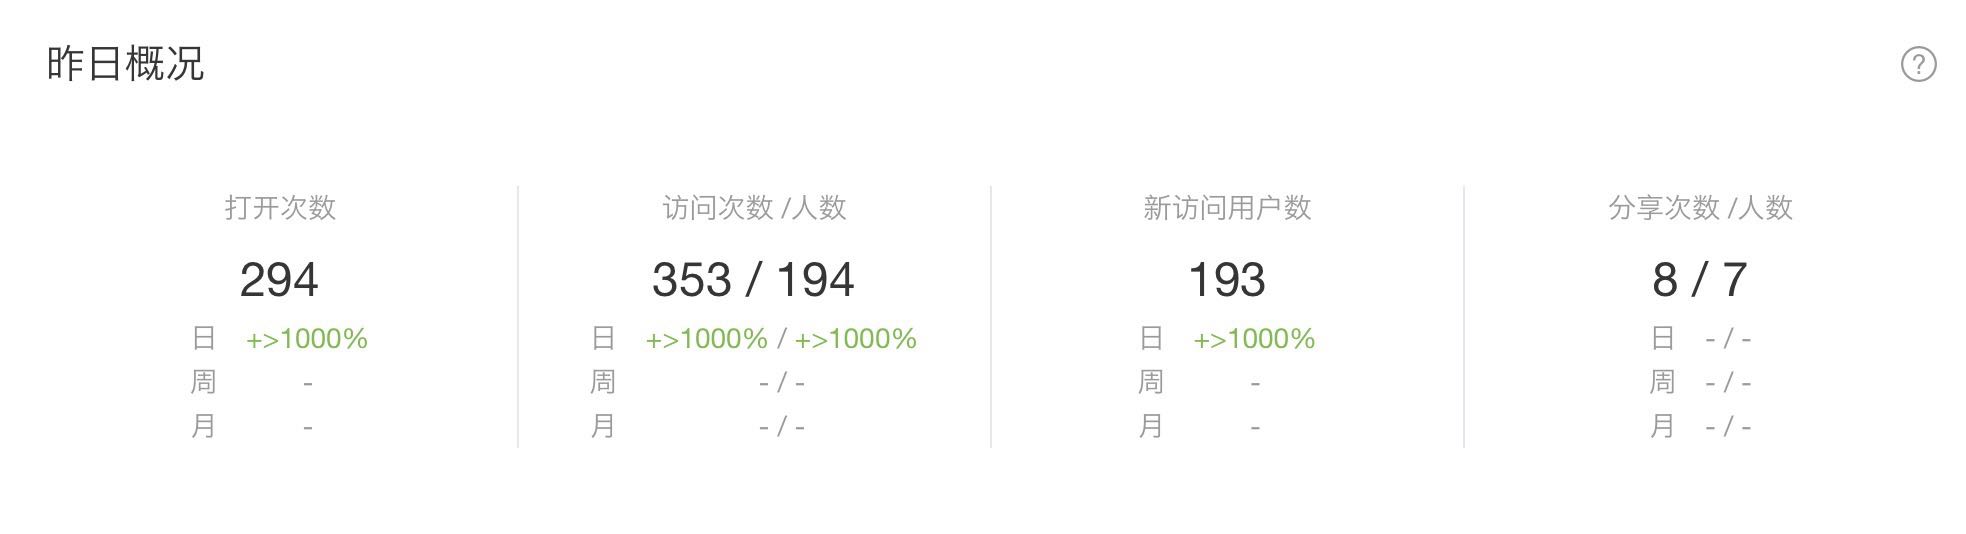 昨日概况
?
打开次数
294
日 +>1000%
周 -
月 -
访问次数 /人数
353 / 194
日 +>1000% / +>1000%
周 - / -
月 - / -
新访问用户数
193
日 +>1000%
周 -
月 -
分享次数 /人数
8 / 7
日 - / -
周 - / -
月 - / -